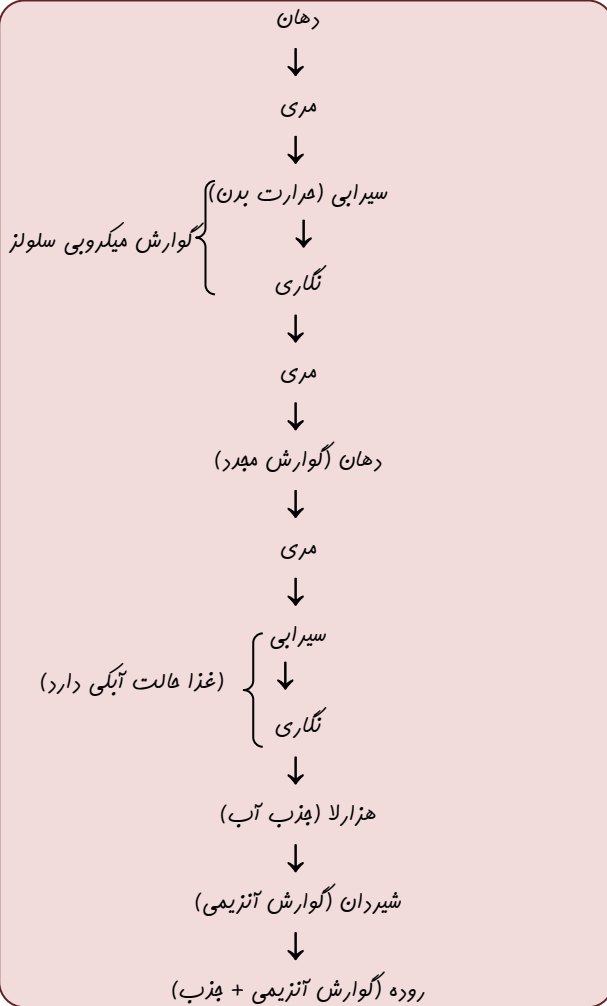 دهان
↓
مری
↓
سیرابی (حرارت بدن)
↓
گوارش میکروبی سلولز
نگاری
↓
مری
↓
دهان (گوارش مجدد)
↓
مری
↓
سیرابی
↓
(غذا حالت آبکی دارد)
نگاری
↓
هزارلا (جذب آب)
↓
شیردان (گوارش آنزیمی)
↓
روده (گوارش آنزیمی + جذب)